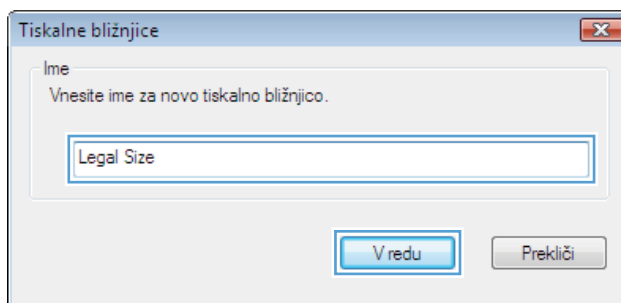 Tiskalne bližnjice
Ime
Vnesite ime za novo tiskalno bližnjico.
Legal Size
V redu
Prekliči